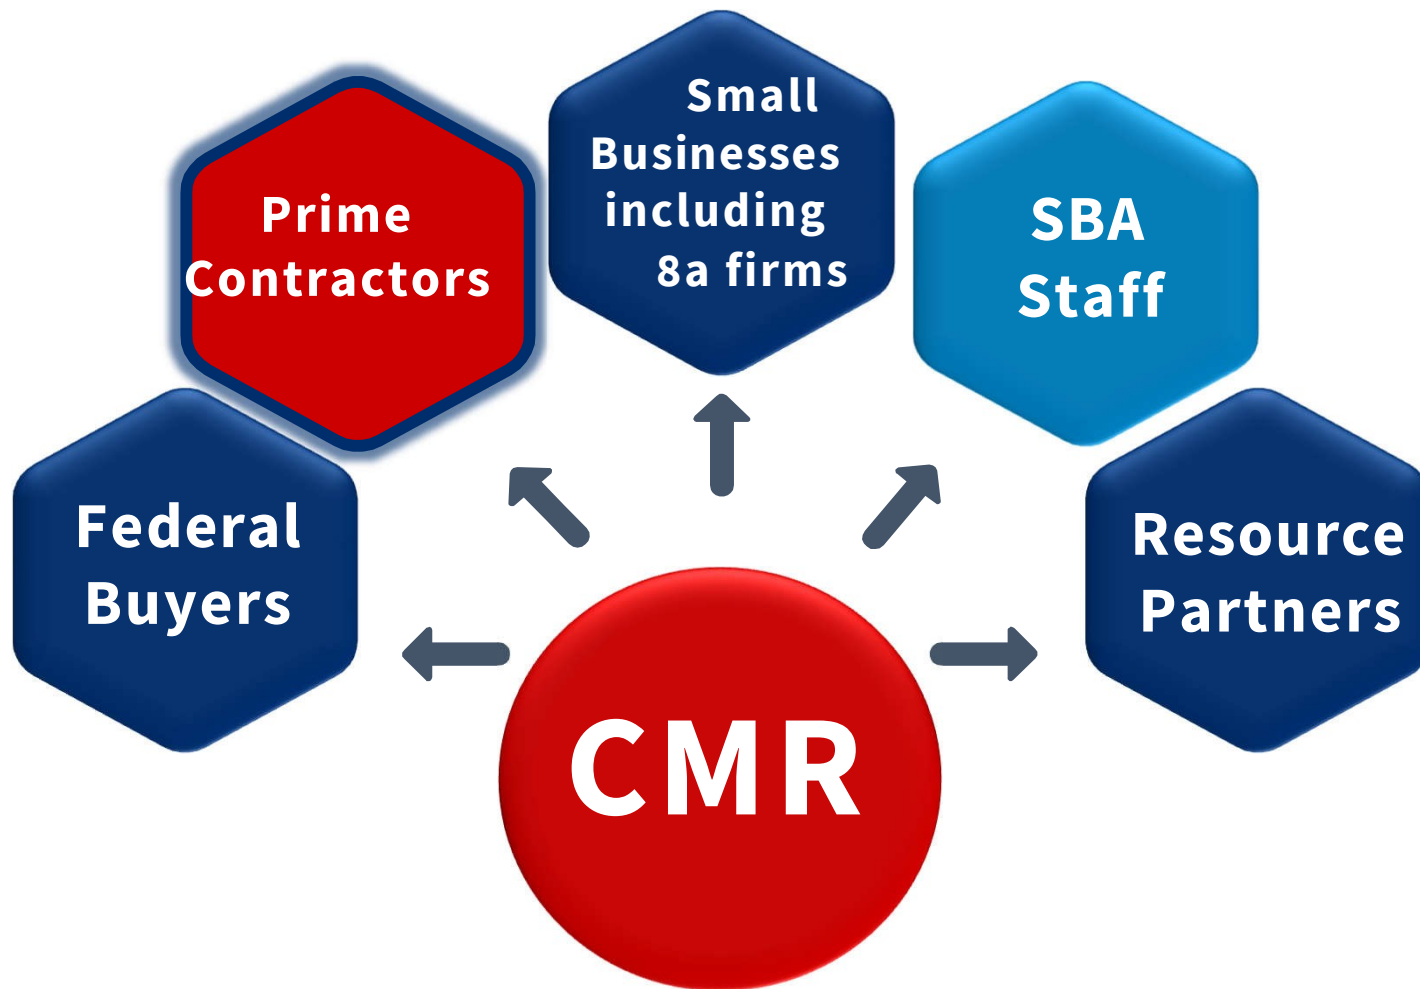 Small
Businesses
including
8a firms
Prime
Contractors
SBA
Staff
Federal
Buyers
Resource
Partners
CMR